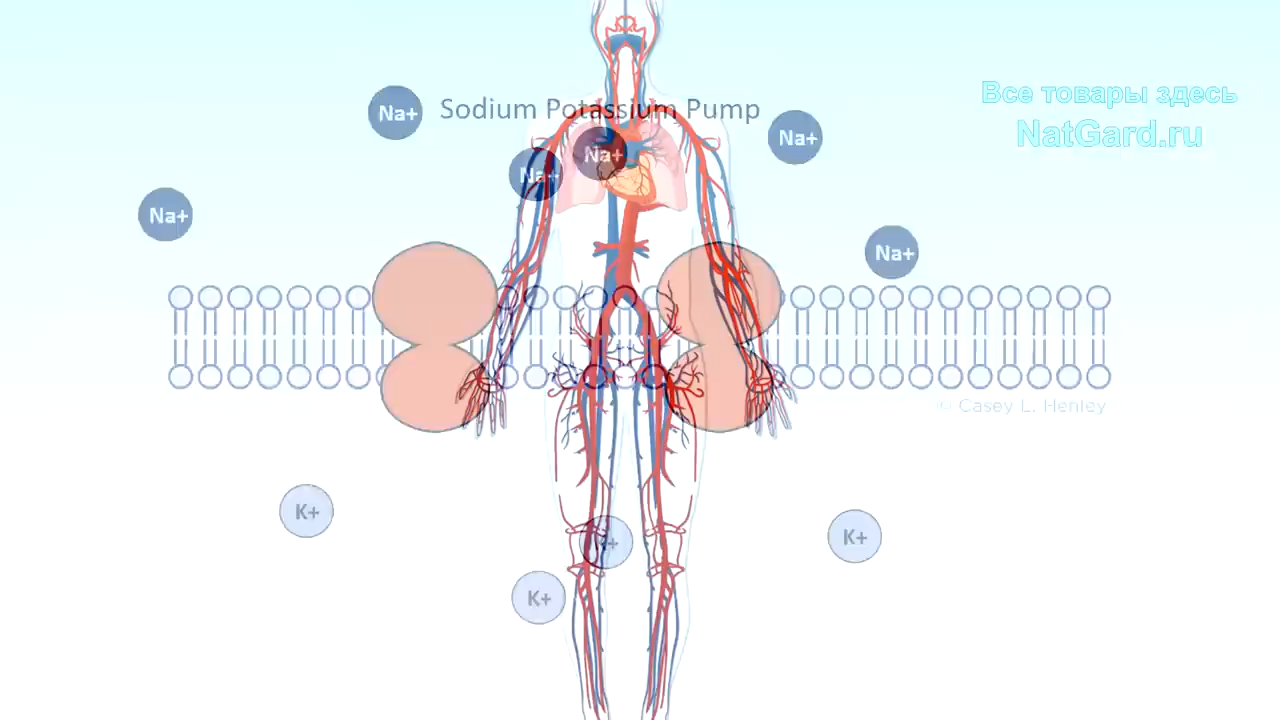 Все товары здесь
NatGard.ru
Sodium Potassium Pump
Na+
Na+
Na+
Na+
Na+
Na+
© Casey L. Henley
K+
K+
K+